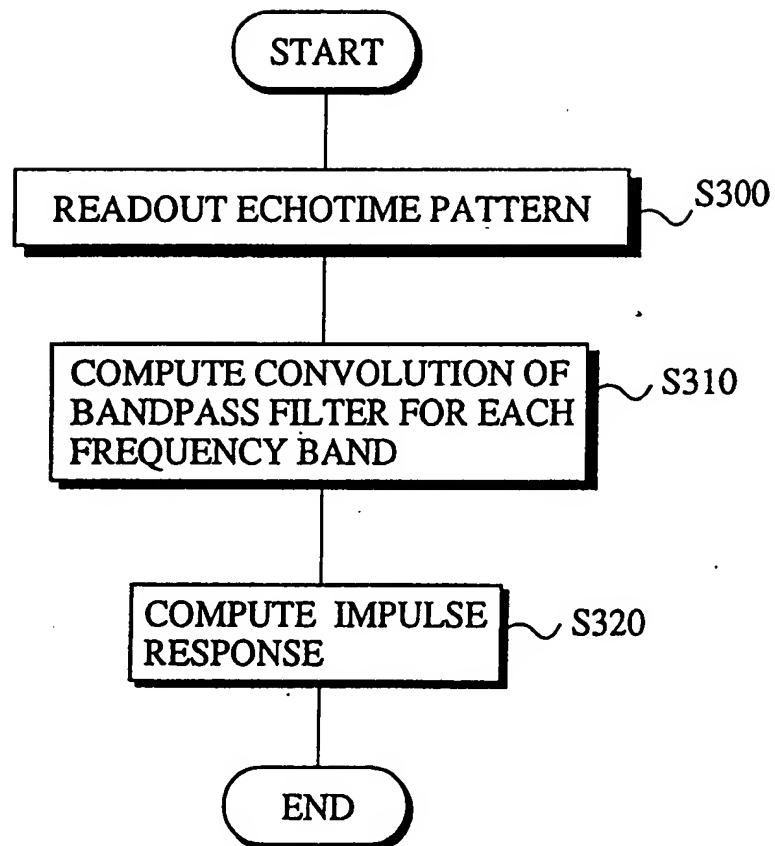 START
READOUT ECHOTIME PATTERN
S300
COMPUTE CONVOLUTION OF
BANDPASS FILTER FOR EACH
FREQUENCY BAND
S310
COMPUTE IMPULSE
RESPONSE
S320
END